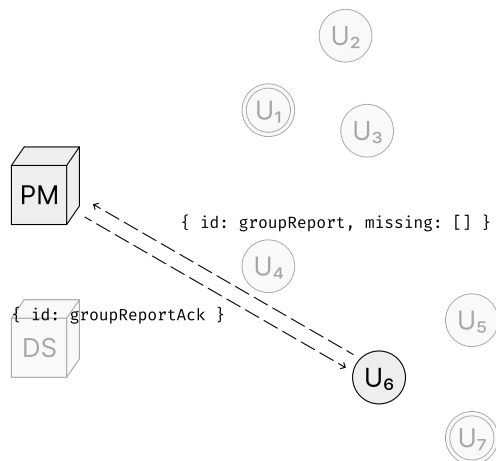 U₂
U₁
U₃
PM
{ id: groupReport, missing: [] }
U₄
{ id: groupReportAck }
U₅
DS
U₆
U₇